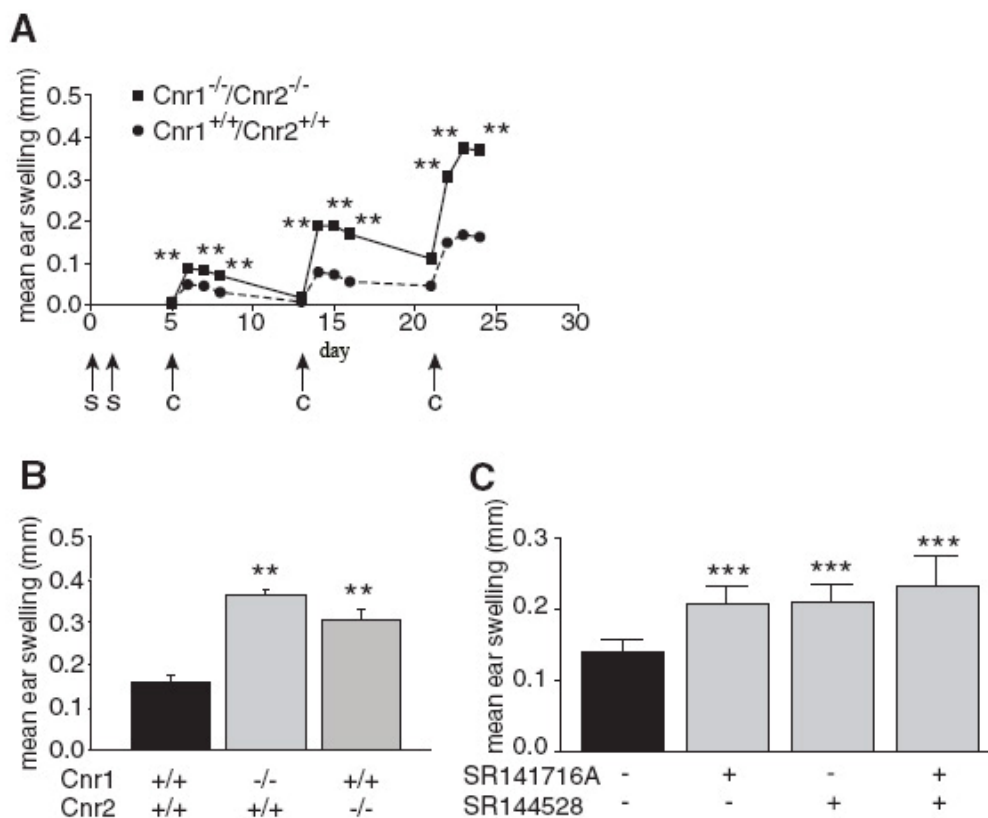 A
mean ear swelling (mm)
0.5
0.4
0.3
0.2
0.1
0.0
Cnr1-/-/Cnr2-/-
Cnr1+/+/Cnr2+/+
** ** **
** ** **
** ** **
0 5 10 15 20 25 30
day
S S C C C
B
mean ear swelling (mm)
0.5
0.4
0.3
0.2
0.1
0.0
** **
Cnr1 +/+ -/- +/+
Cnr2 +/+ +/+ -/-
C
mean ear swelling (mm)
0.3
0.2
0.1
0.0
*** *** ***
SR141716A - + - +
SR144528 - - + +